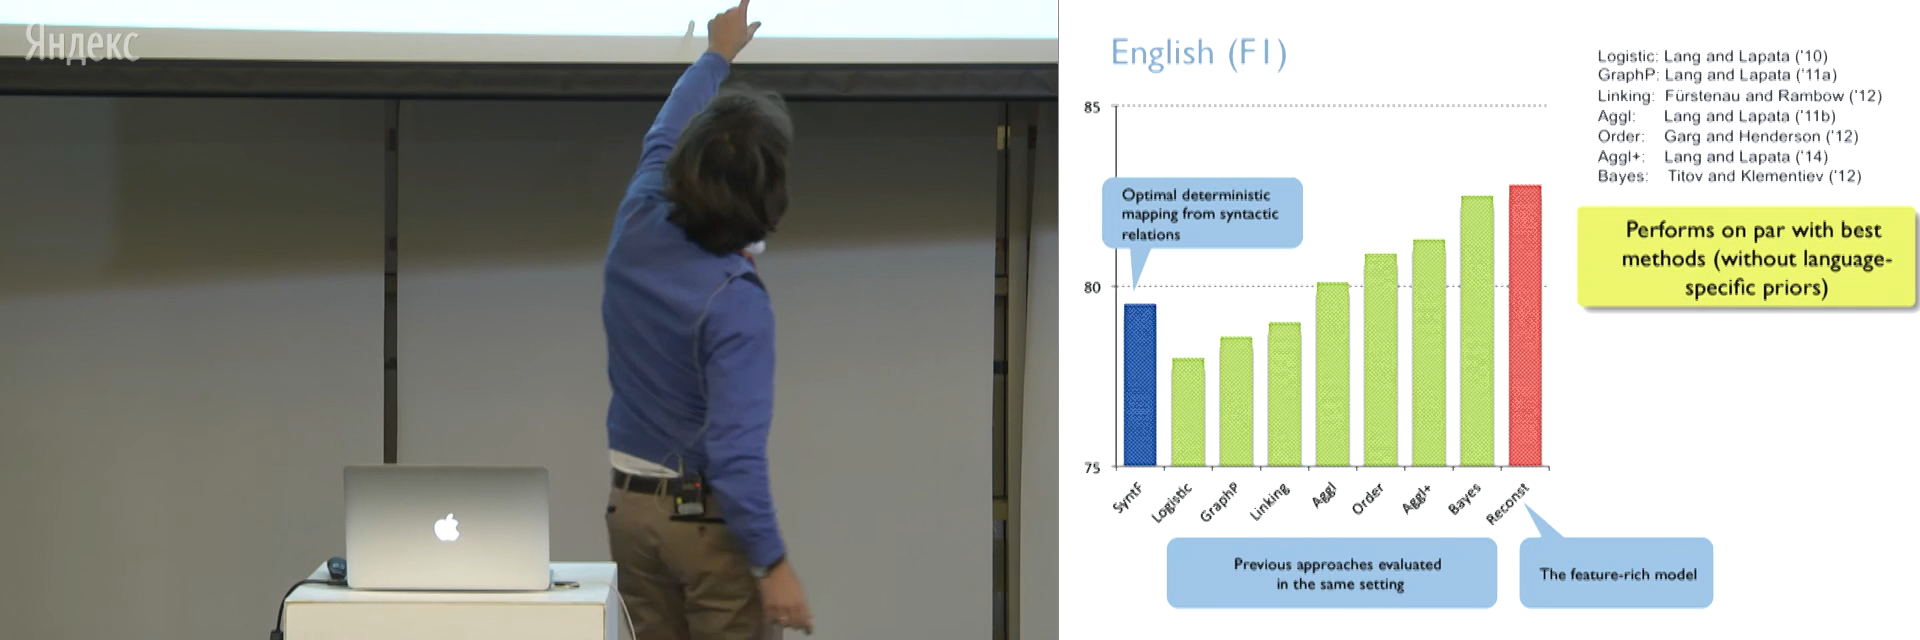 Яндекс
English (F1)
Logistic: Lang and Lapata ('10)
GraphP: Lang and Lapata ('11a)
Linking: Fürstenau and Rambow ('12)
Aggl: Lang and Lapata ('11b)
Order: Garg and Henderson ('12)
Aggl+: Lang and Lapata ('14)
Bayes: Titov and Klementiev ('12)
85
Optimal deterministic
mapping from syntactic
relations
Performs on par with best
methods (without language-
specific priors)
80
75
SyntF
Logistic
GraphP
Linking
Aggl
Order
Aggl+
Bayes
Reconst
Previous approaches evaluated
in the same setting
The feature-rich model